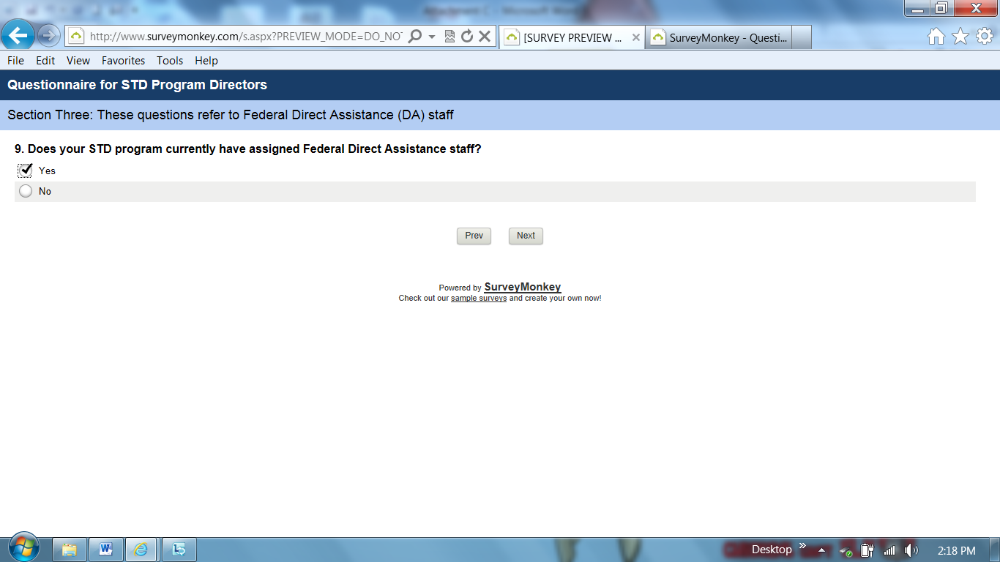 http://www.surveymonkey.com/s.aspx?PREVIEW_MODE=DO_NOT
[SURVEY PREVIEW ...
SurveyMonkey - Questi...
File Edit View Favorites Tools Help
Questionnaire for STD Program Directors
Section Three: These questions refer to Federal Direct Assistance (DA) staff
9. Does your STD program currently have assigned Federal Direct Assistance staff?
Yes
No
Prev Next
Powered by SurveyMonkey
Check out our sample surveys and create your own now!
Desktop
2:18 PM